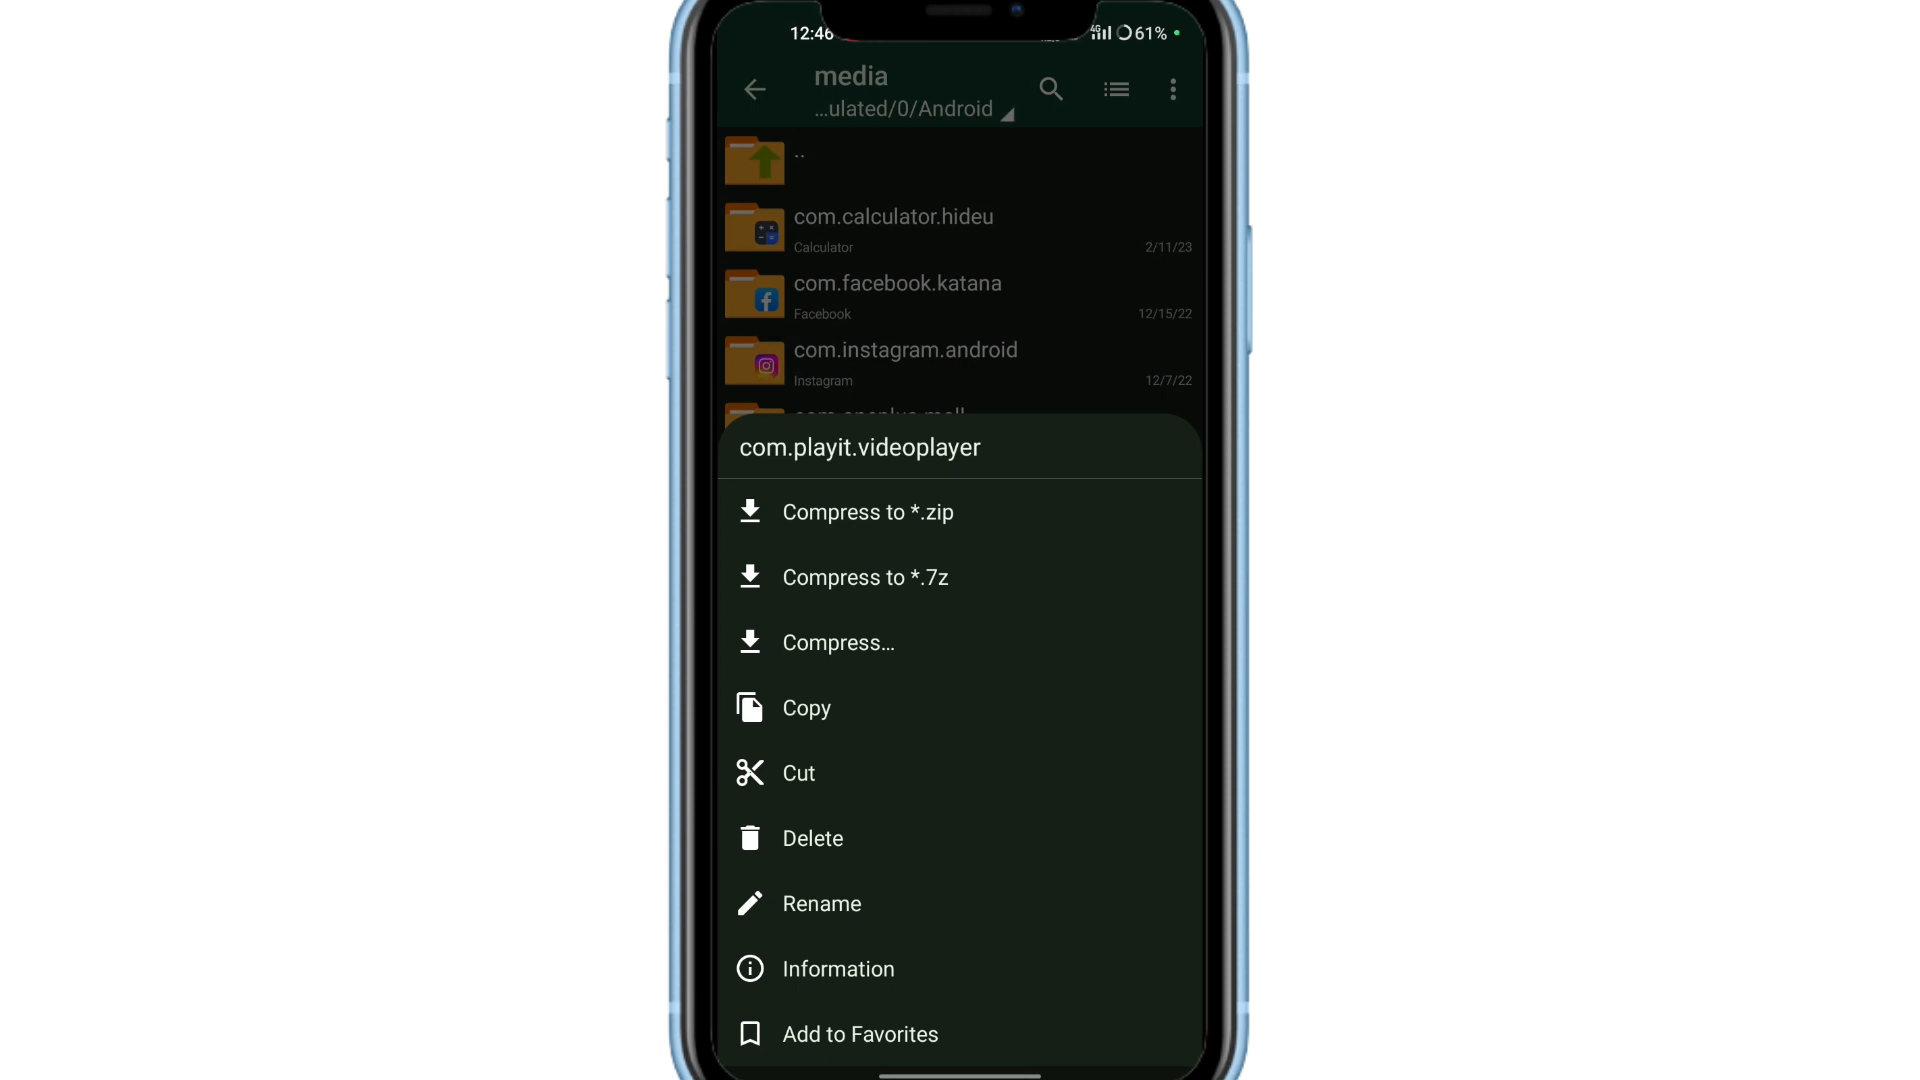 12:46
4G 61%
media
...ulated/0/Android
..
com.calculator.hideu
Calculator
2/11/23
com.facebook.katana
Facebook
12/15/22
com.instagram.android
Instagram
12/7/22
com.playit.videoplayer
Compress to *.zip
Compress to *.7z
Compress...
Copy
Cut
Delete
Rename
Information
Add to Favorites